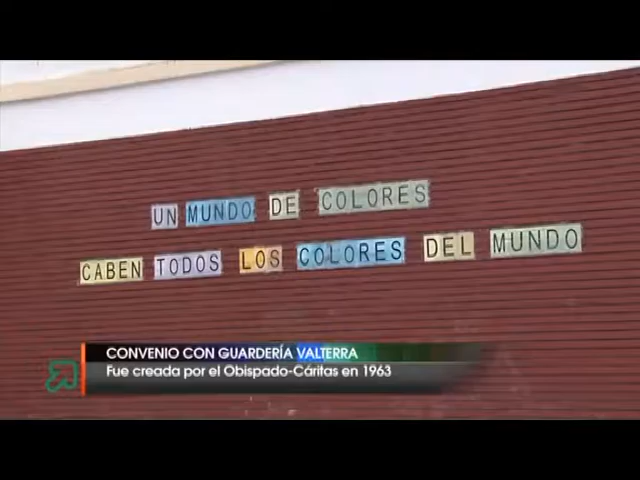 UN MUNDO DE COLORES
CABEN TODOS LOS COLORES DEL MUNDO
CONVENIO CON GUARDERÍA VALTERRA
Fue creada por el Obispado-Cáritas en 1963